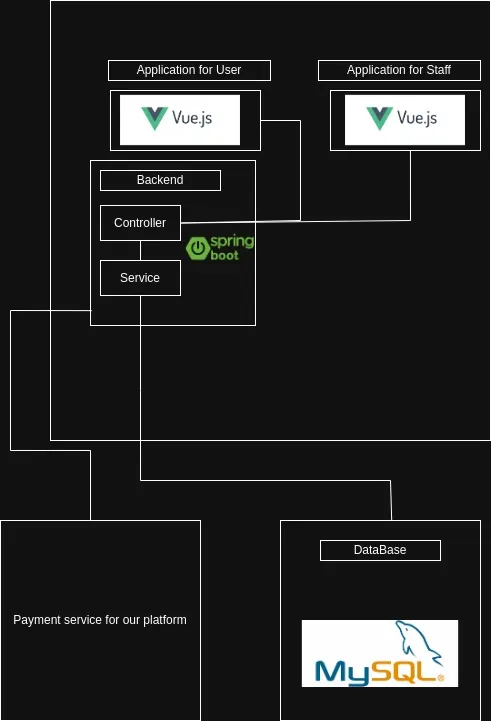 Application for User
Application for Staff
Vue.js
Vue.js
Backend
Controller
spring
boot
Service
DataBase
Payment service for our platform
MySQL®